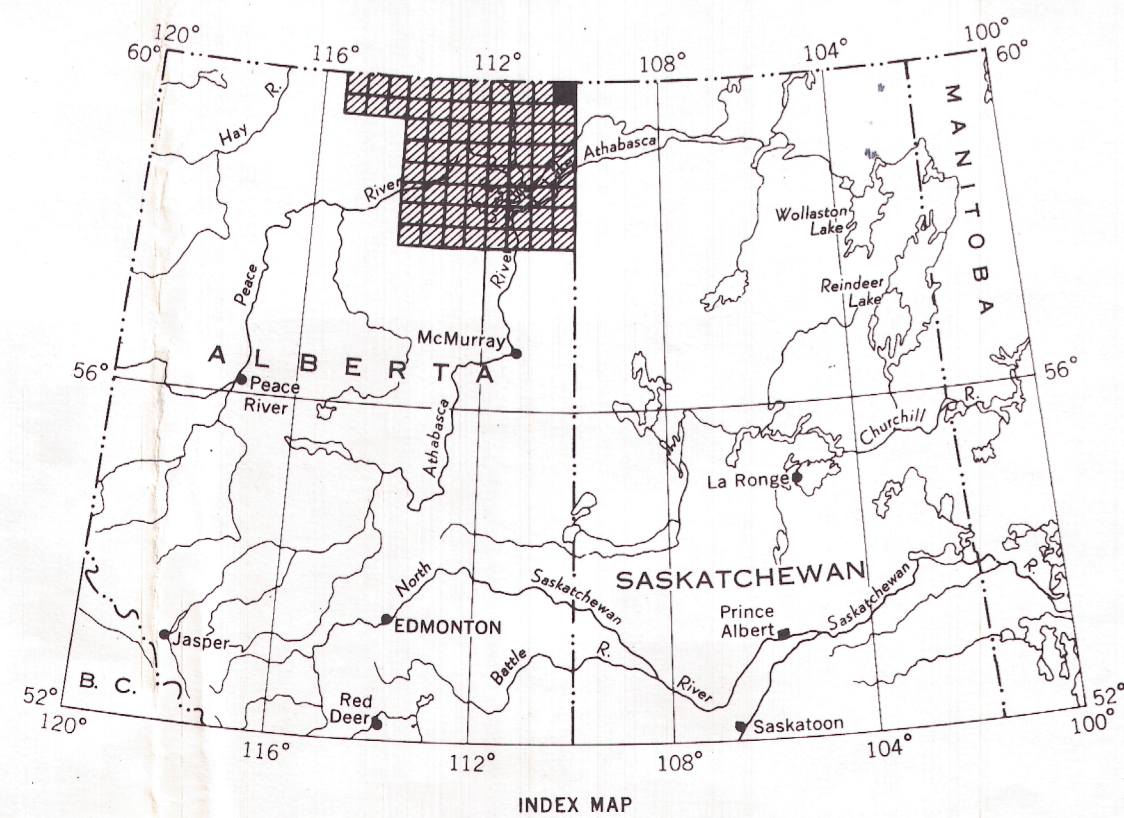 120°
116°
112°
108°
104°
100°
60°
60°
Hay
R.
MANITOBA
Athabasca
River
Wollaston
Lake
Peace
River
Reindeer
Lake
McMurray
ALBERTA
56°
56°
Peace
River
R.
Churchill
Athabasca
La Ronge
North
Saskatchewan
SASKATCHEWAN
Saskatchewan
R.
Prince
Albert
EDMONTON
Jasper
Battle
R.
River
B. C.
Red
Deer
Saskatoon
52°
52°
120°
116°
112°
108°
104°
100°
INDEX MAP